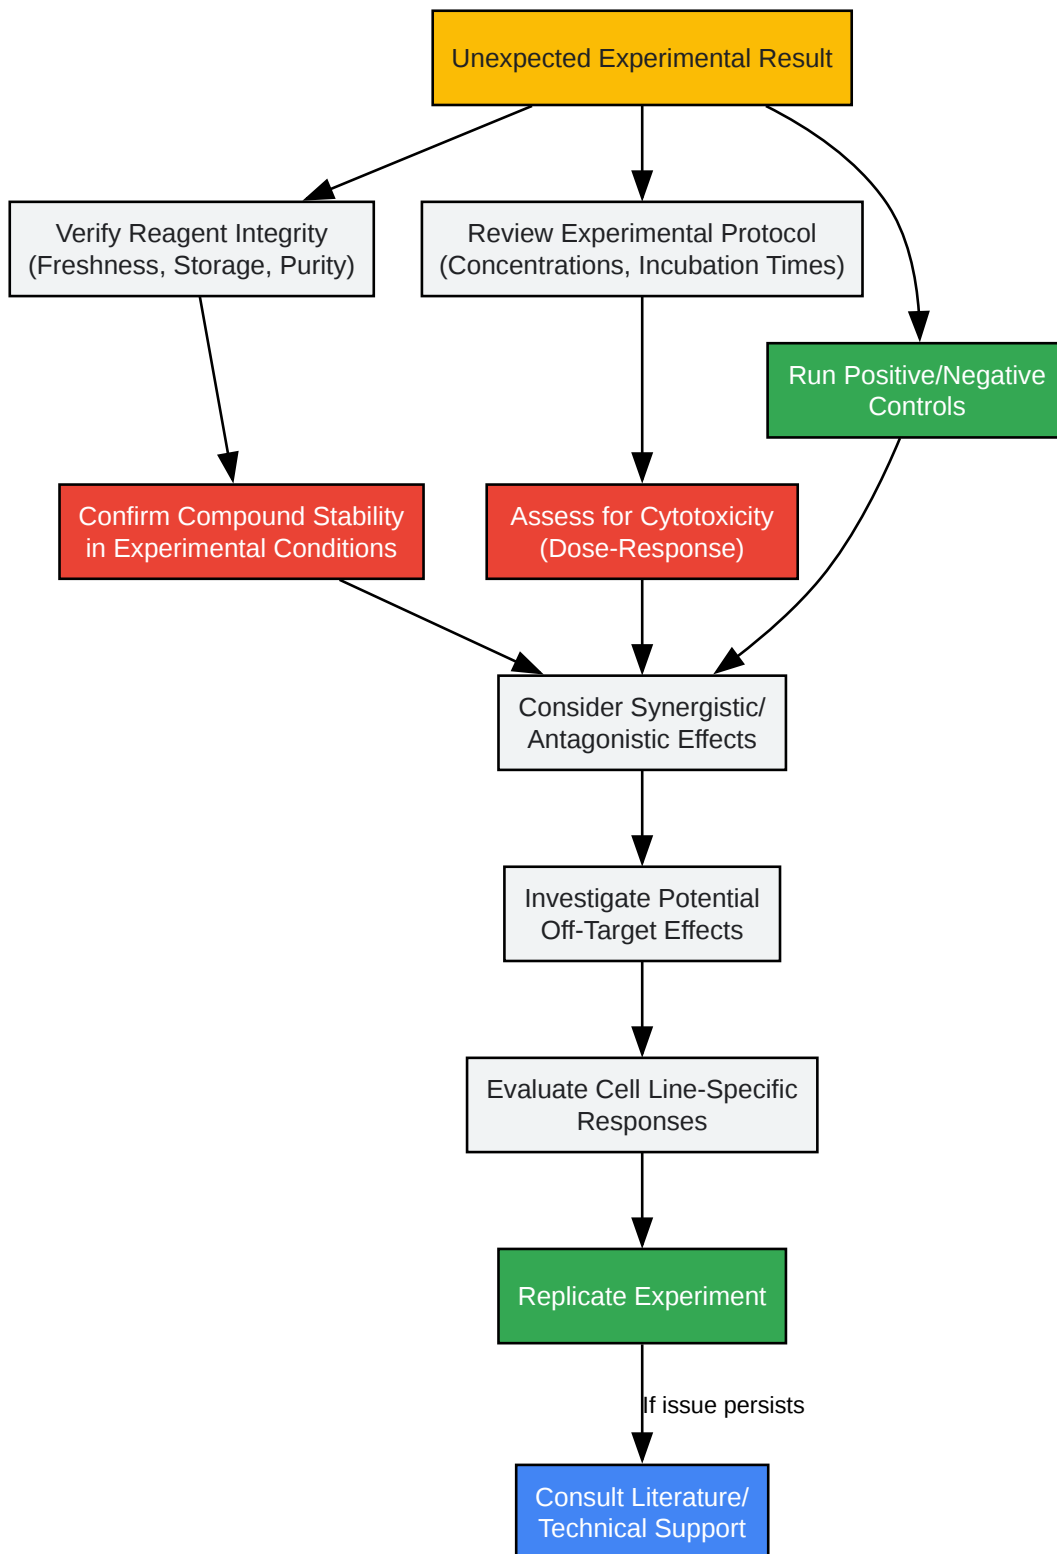 Unexpected Experimental Result
Verify Reagent Integrity
(Freshness, Storage, Purity)
Review Experimental Protocol
(Concentrations, Incubation Times)
Run Positive/Negative
Controls
Confirm Compound Stability
in Experimental Conditions
Assess for Cytotoxicity
(Dose-Response)
Consider Synergistic/
Antagonistic Effects
Investigate Potential
Off-Target Effects
Evaluate Cell Line-Specific
Responses
Replicate Experiment
If issue persists
Consult Literature/
Technical Support